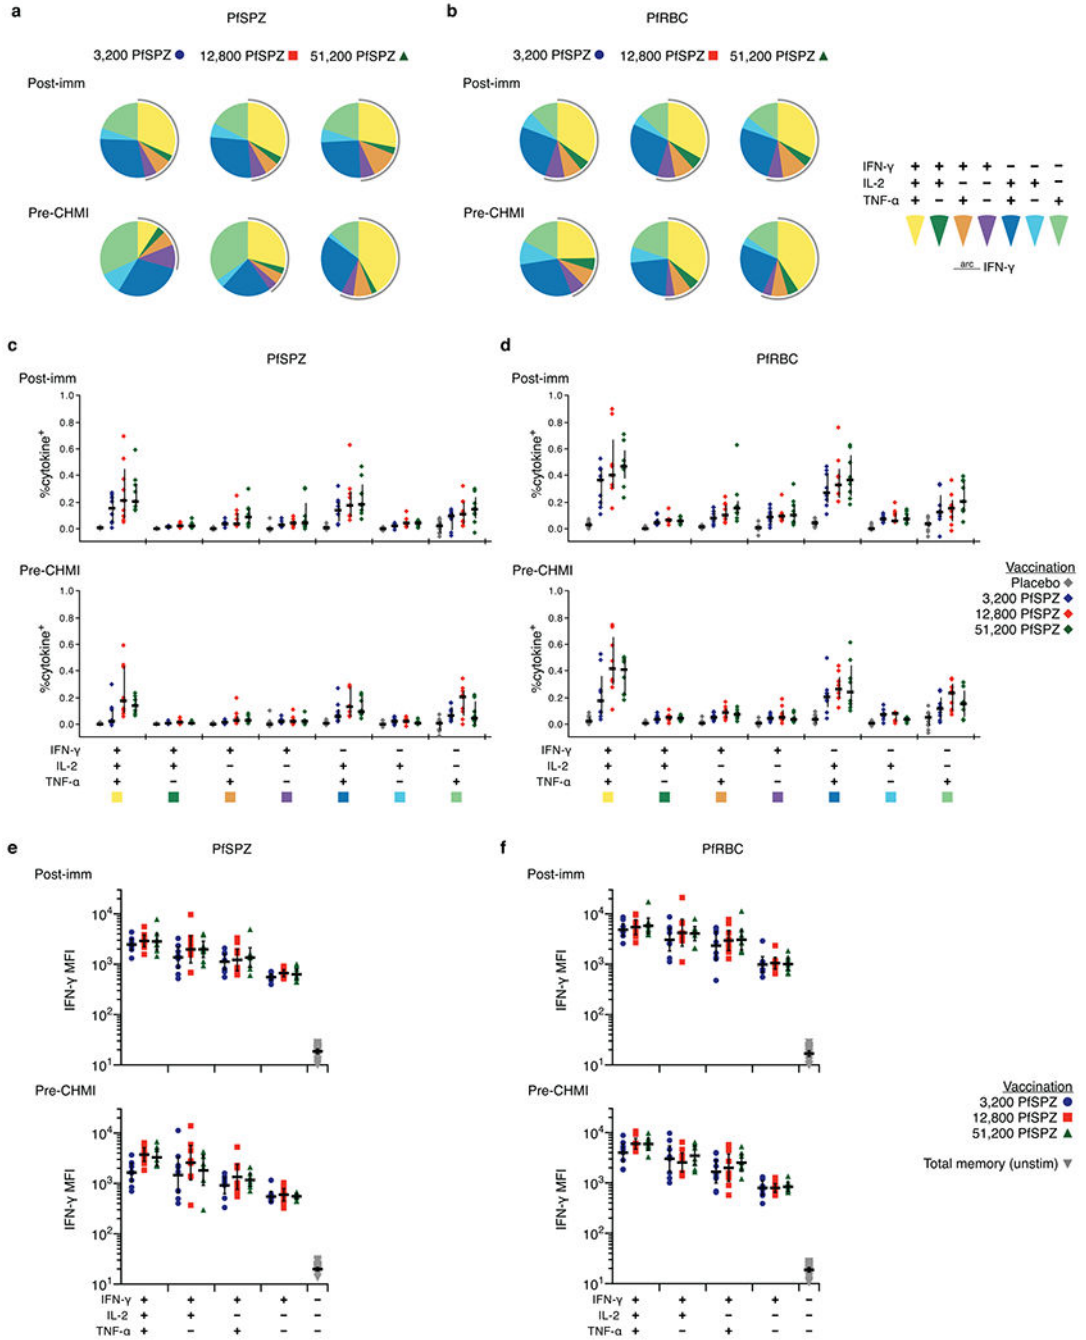 a
PfSPZ
3,200 PfSPZ 12,800 PfSPZ 51,200 PfSPZ
Post-imm
Pre-CHMI
b
PfRBC
3,200 PfSPZ 12,800 PfSPZ 51,200 PfSPZ
Post-imm
Pre-CHMI
IFN-γ + + + + – – –
IL-2 + + – – + + –
TNF-α + – + – + – +
arc IFN-γ
c
PfSPZ
Post-imm
%cytokine+
1.0
0.8
0.6
0.4
0.2
0.0
Pre-CHMI
%cytokine+
1.0
0.8
0.6
0.4
0.2
0.0
IFN-γ + + + + – – –
IL-2 + + – – + + –
TNF-α + – + – + – +
d
PfRBC
Post-imm
%cytokine+
1.0
0.8
0.6
0.4
0.2
0.0
Pre-CHMI
%cytokine+
1.0
0.8
0.6
0.4
0.2
0.0
IFN-γ + + + + – – –
IL-2 + + – – + + –
TNF-α + – + – + – +
Vaccination
Placebo
3,200 PfSPZ
12,800 PfSPZ
51,200 PfSPZ
e
PfSPZ
Post-imm
IFN-γ MFI
10⁴
10³
10²
10¹
Pre-CHMI
IFN-γ MFI
10⁴
10³
10²
10¹
IFN-γ + + + + –
IL-2 + + – – –
TNF-α + – + – –
f
PfRBC
Post-imm
IFN-γ MFI
10⁴
10³
10²
10¹
Pre-CHMI
IFN-γ MFI
10⁴
10³
10²
10¹
IFN-γ + + + + –
IL-2 + + – – –
TNF-α + – + – –
Vaccination
3,200 PfSPZ
12,800 PfSPZ
51,200 PfSPZ
Total memory (unstim)